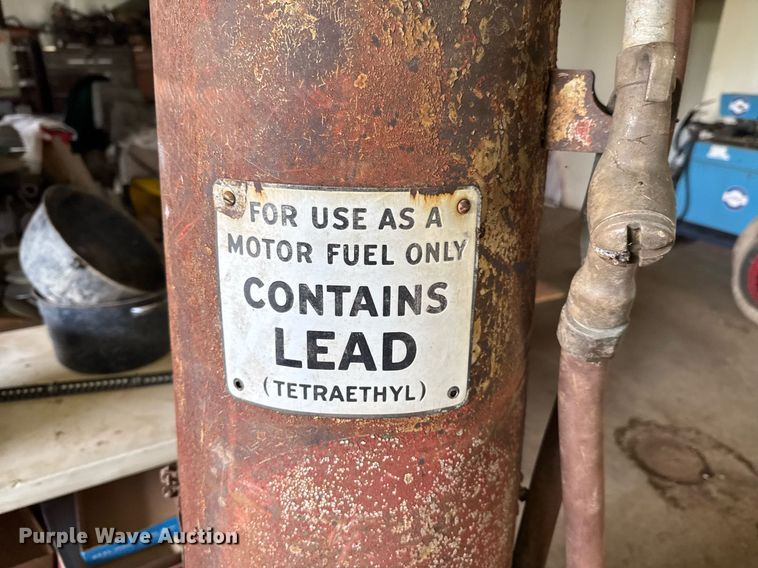 FOR USE AS A
MOTOR FUEL ONLY
CONTAINS
LEAD
(TETRAETHYL)
Purple Wave Auction